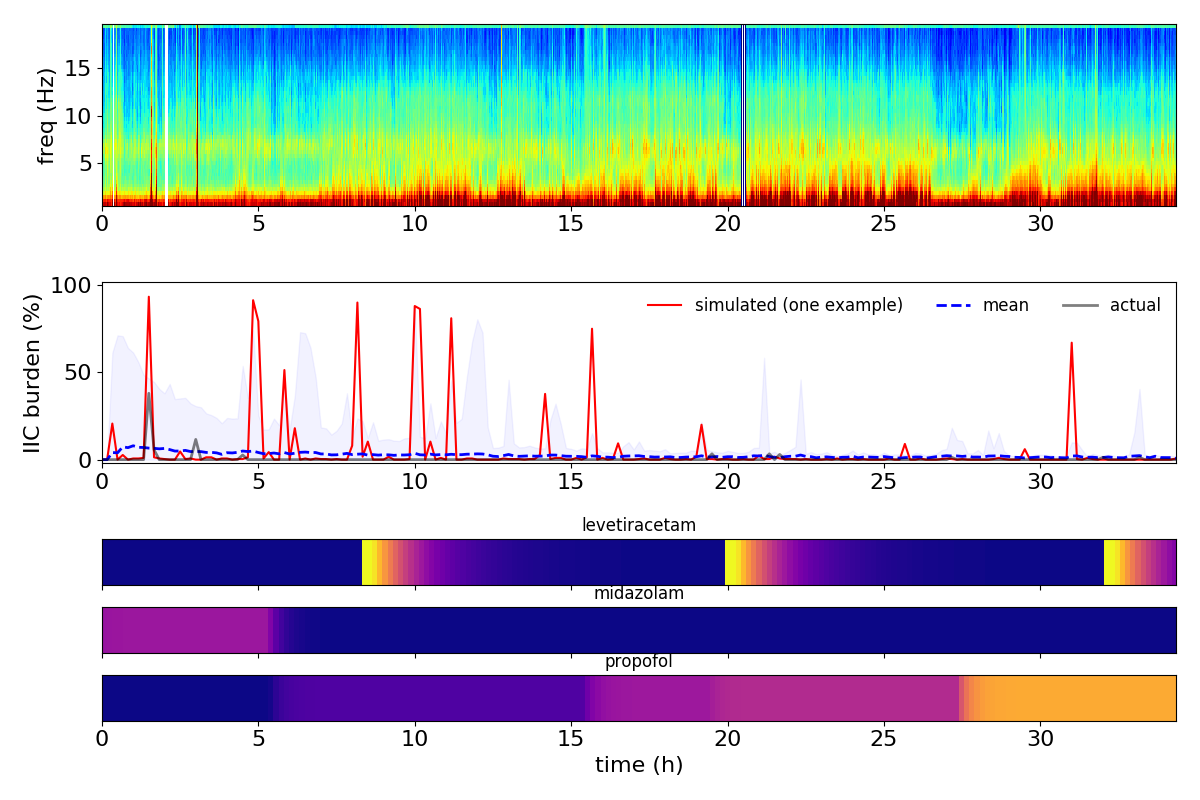 freq (Hz)
15
10
5
0 5 10 15 20 25 30
IIC burden (%)
100
50
0
simulated (one example) mean actual
0 5 10 15 20 25 30
levetiracetam
midazolam
propofol
0 5 10 15 20 25 30
time (h)